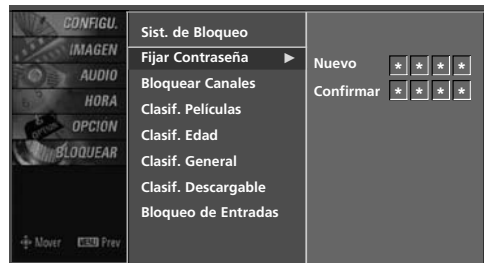 CONFIGU.
IMAGEN
AUDIO
HORA
OPCION
BLOQUEAR
Mover MENU Prev
Sist. de Bloqueo
Fijar Contraseña ►
Bloquear Canales
Clasif. Películas
Clasif. Edad
Clasif. General
Clasif. Descargable
Bloqueo de Entradas
Nuevo * * * *
Confirmar * * * *